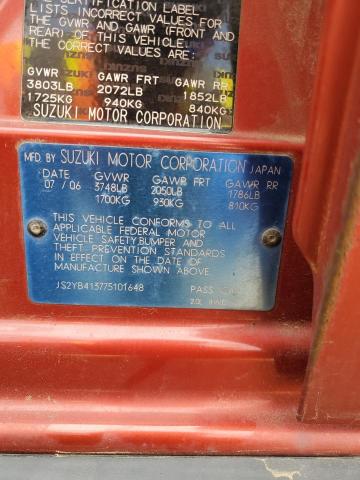 CERTIFICATION LABEL
LISTS INCORRECT VALUES FOR
THE GVWR AND GAWR (FRONT AND
REAR) OF THIS VEHICLE.
THE CORRECT VALUES ARE:
GVWR GAWR FRT GAWR RR
3803LB 2072LB 1852LB
1725KG 940KG 840KG
SUZUKI MOTOR CORPORATION
MFD BY SUZUKI MOTOR CORPORATION JAPAN
DATE GVWR GAWR FRT GAWR RR
07 / 06 3748LB 2050LB 1786LB
1700KG 930KG 810KG
THIS VEHICLE CONFORMS TO ALL
APPLICABLE FEDERAL MOTOR
VEHICLE SAFETY,BUMPER AND
THEFT PREVENTION STANDARDS
IN EFFECT ON THE DATE OF
MANUFACTURE SHOWN ABOVE
JS2YB413775101648 PASS CAR
2.0L